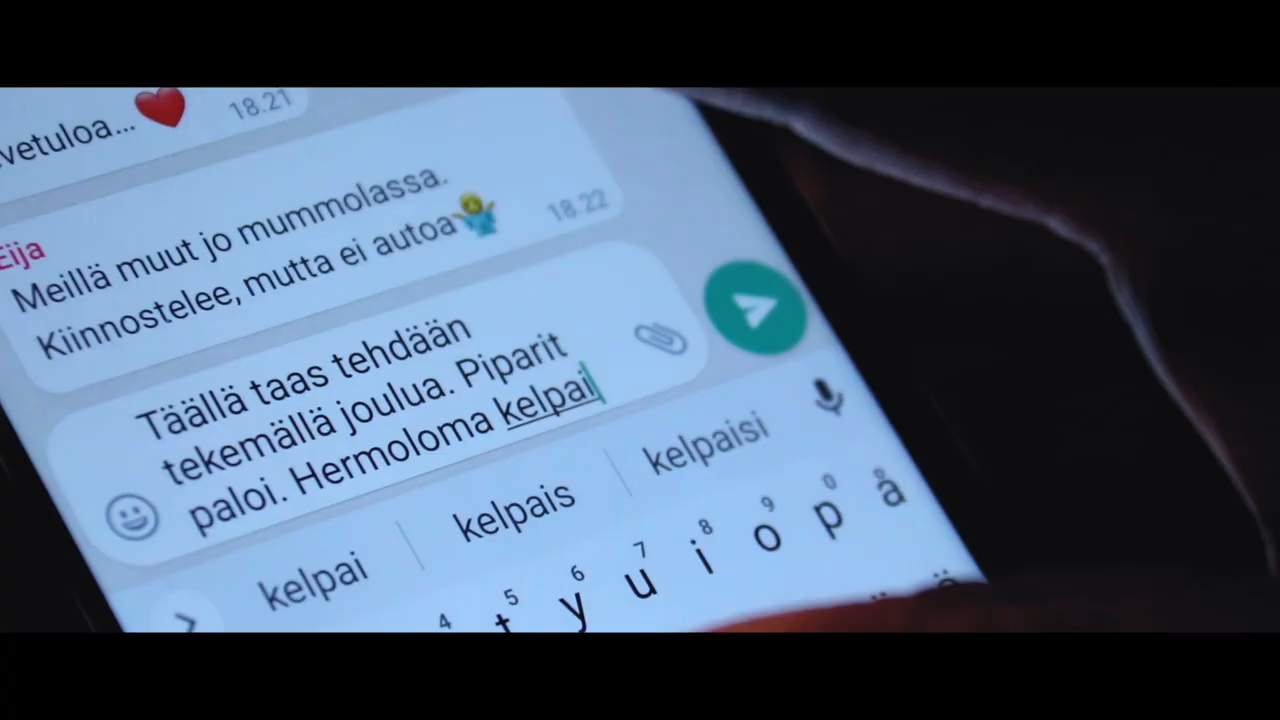 vetuloa...❤️ 18.21
Eija
Meillä muut jo mummolassa.
Kiinnostelee, mutta ei autoa🤷 18.22
Täällä taas tehdään
tekemällä joulua. Piparit
paloi. Hermoloma kelpai
kelpai kelpais kelpaisi
4 5 6 7 8 9 0
t y u i o p å
ö